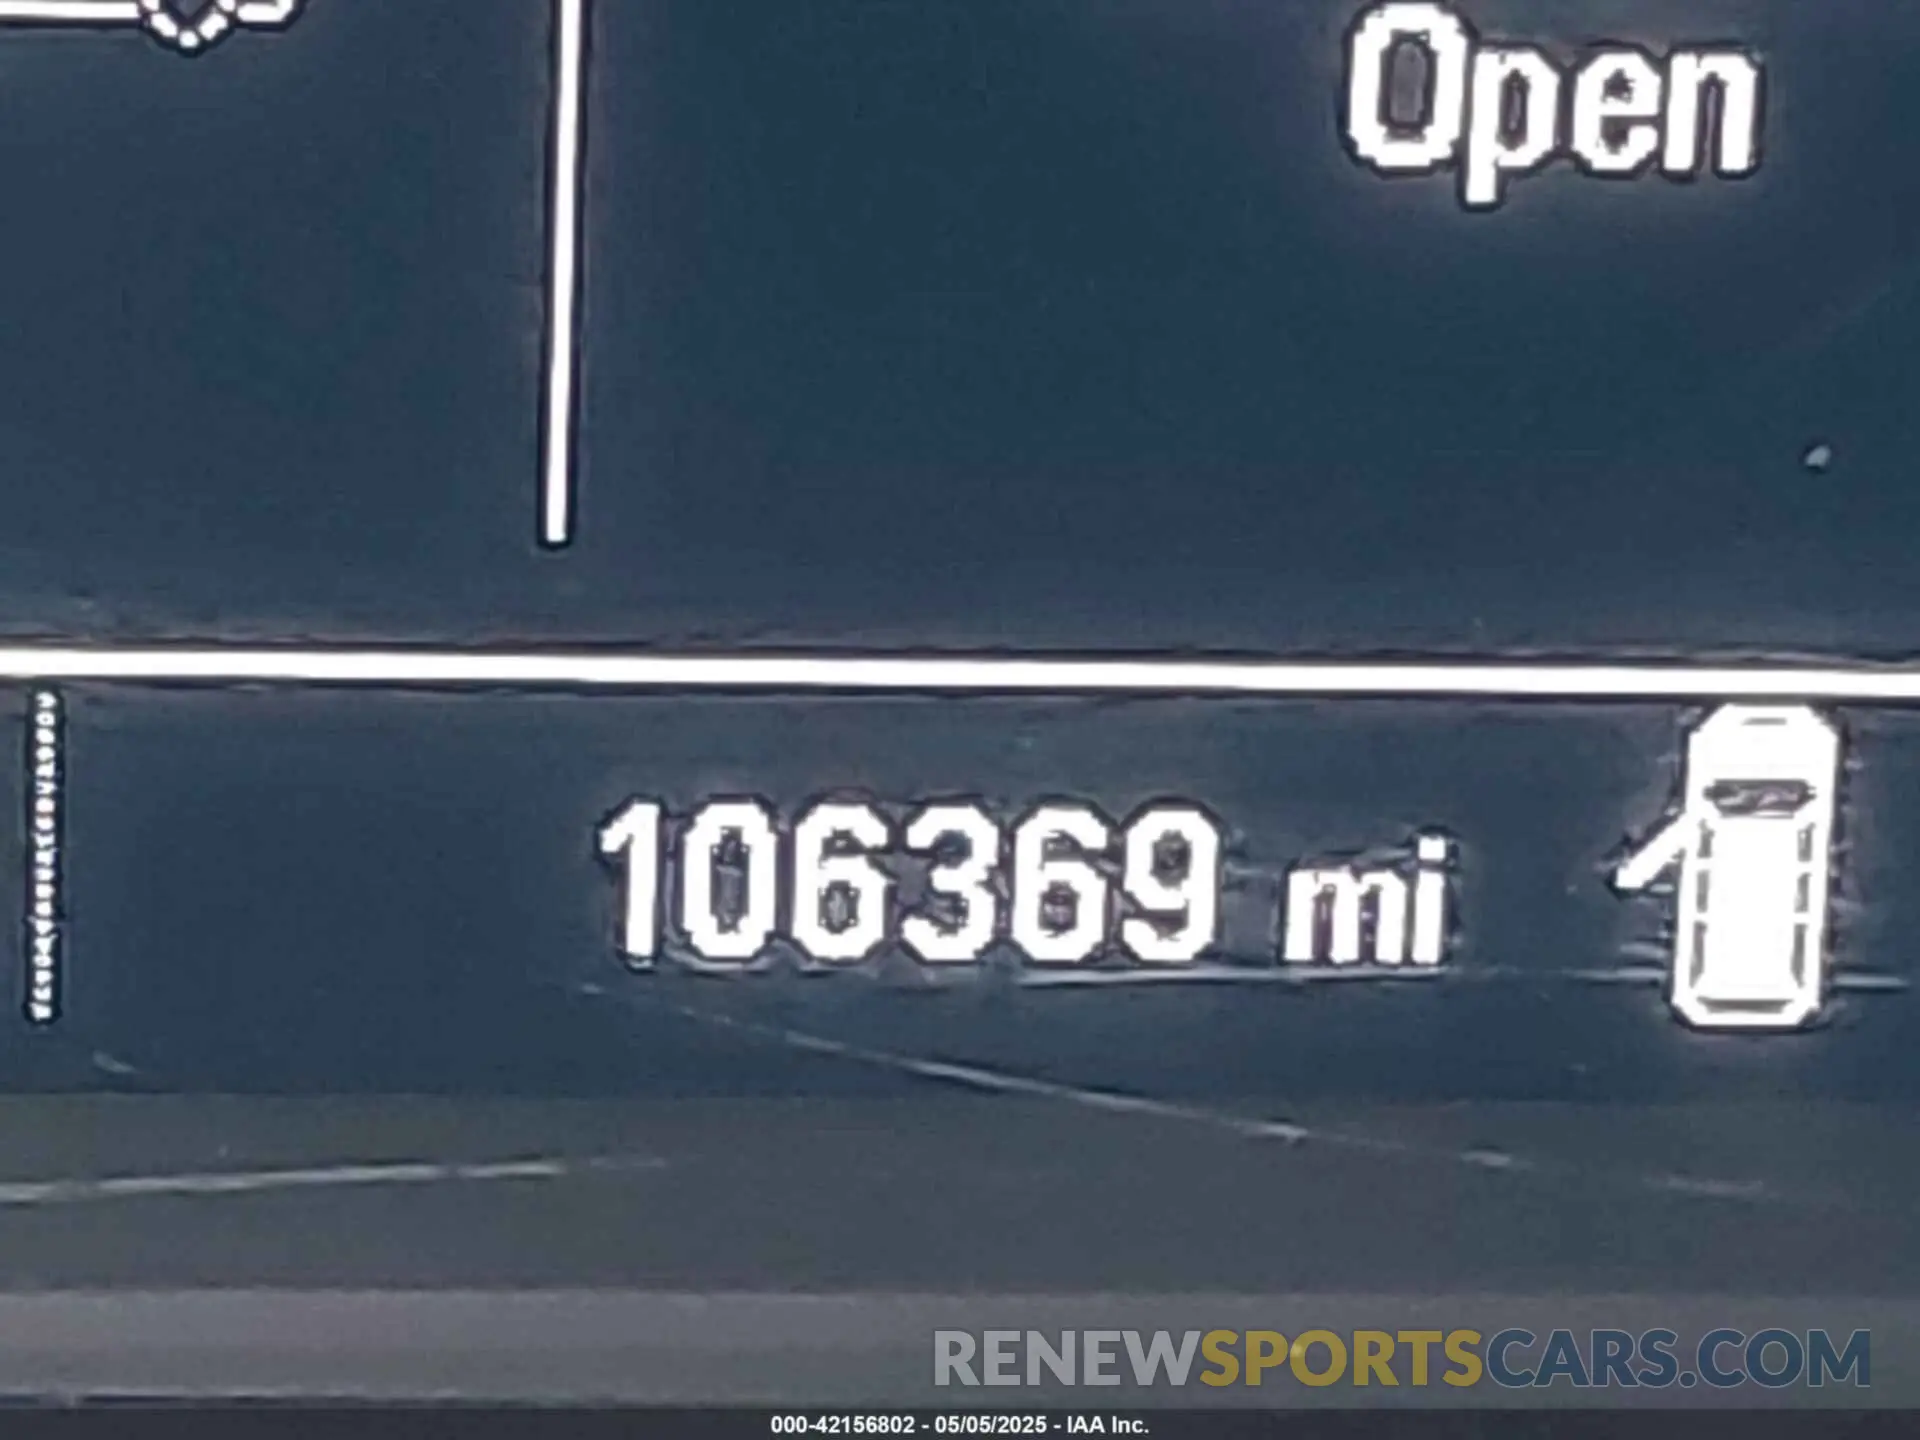 Open
106369 mi
RENEWSPORTSCARS.COM
000-42156802 - 05/05/2025 - IAA Inc.